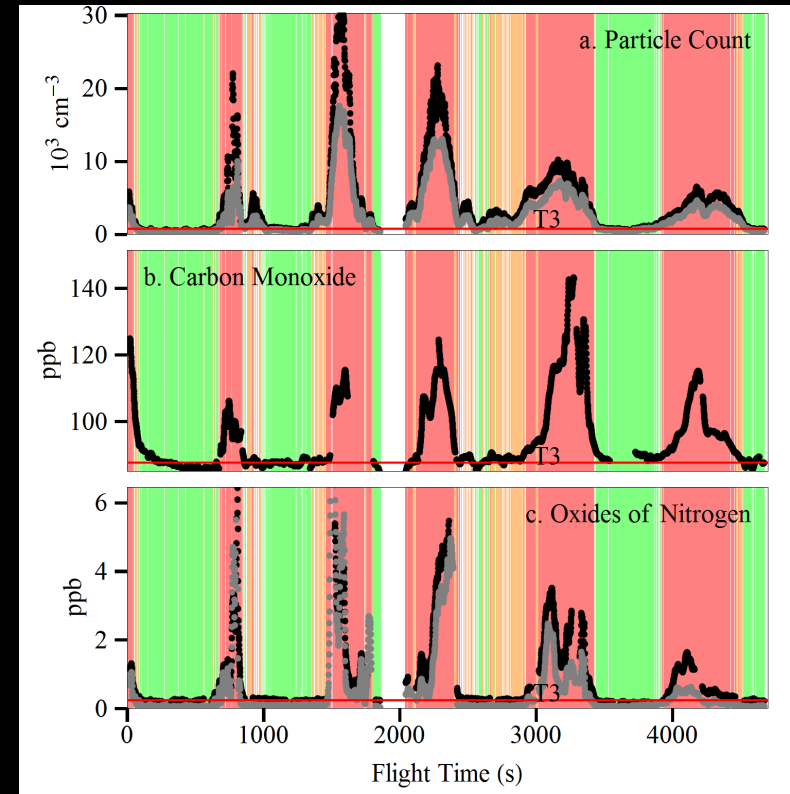 30
a. Particle Count
20
10³ cm⁻³
10
T3
0
b. Carbon Monoxide
140
120
ppb
100
T3
6
c. Oxides of Nitrogen
4
ppb
2
T3
0
0 1000 2000 3000 4000
Flight Time (s)